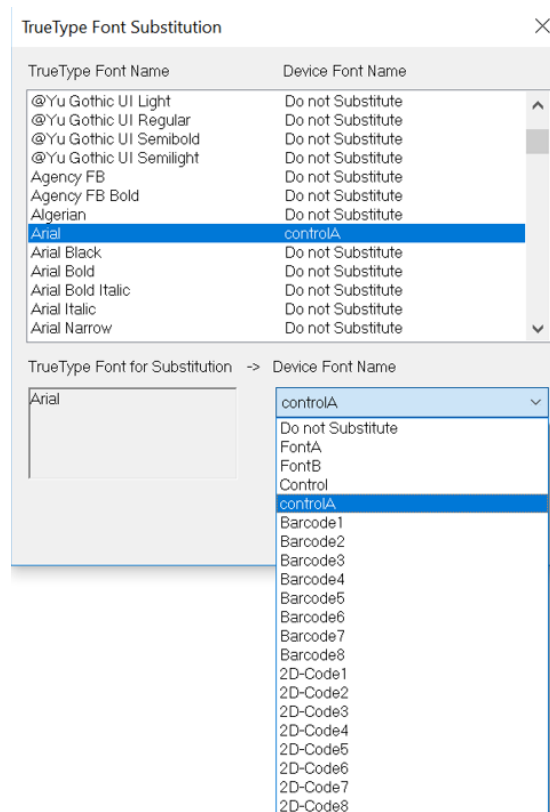 TrueType Font Substitution
TrueType Font Name Device Font Name
@Yu Gothic UI Light Do not Substitute
@Yu Gothic UI Regular Do not Substitute
@Yu Gothic UI Semibold Do not Substitute
@Yu Gothic UI Semilight Do not Substitute
Agency FB Do not Substitute
Agency FB Bold Do not Substitute
Algerian Do not Substitute
Arial controlA
Arial Black Do not Substitute
Arial Bold Do not Substitute
Arial Bold Italic Do not Substitute
Arial Italic Do not Substitute
Arial Narrow Do not Substitute
TrueType Font for Substitution -> Device Font Name
Arial controlA
Do not Substitute
FontA
FontB
Control
controlA
Barcode1
Barcode2
Barcode3
Barcode4
Barcode5
Barcode6
Barcode7
Barcode8
2D-Code1
2D-Code2
2D-Code3
2D-Code4
2D-Code5
2D-Code6
2D-Code7
2D-Code8